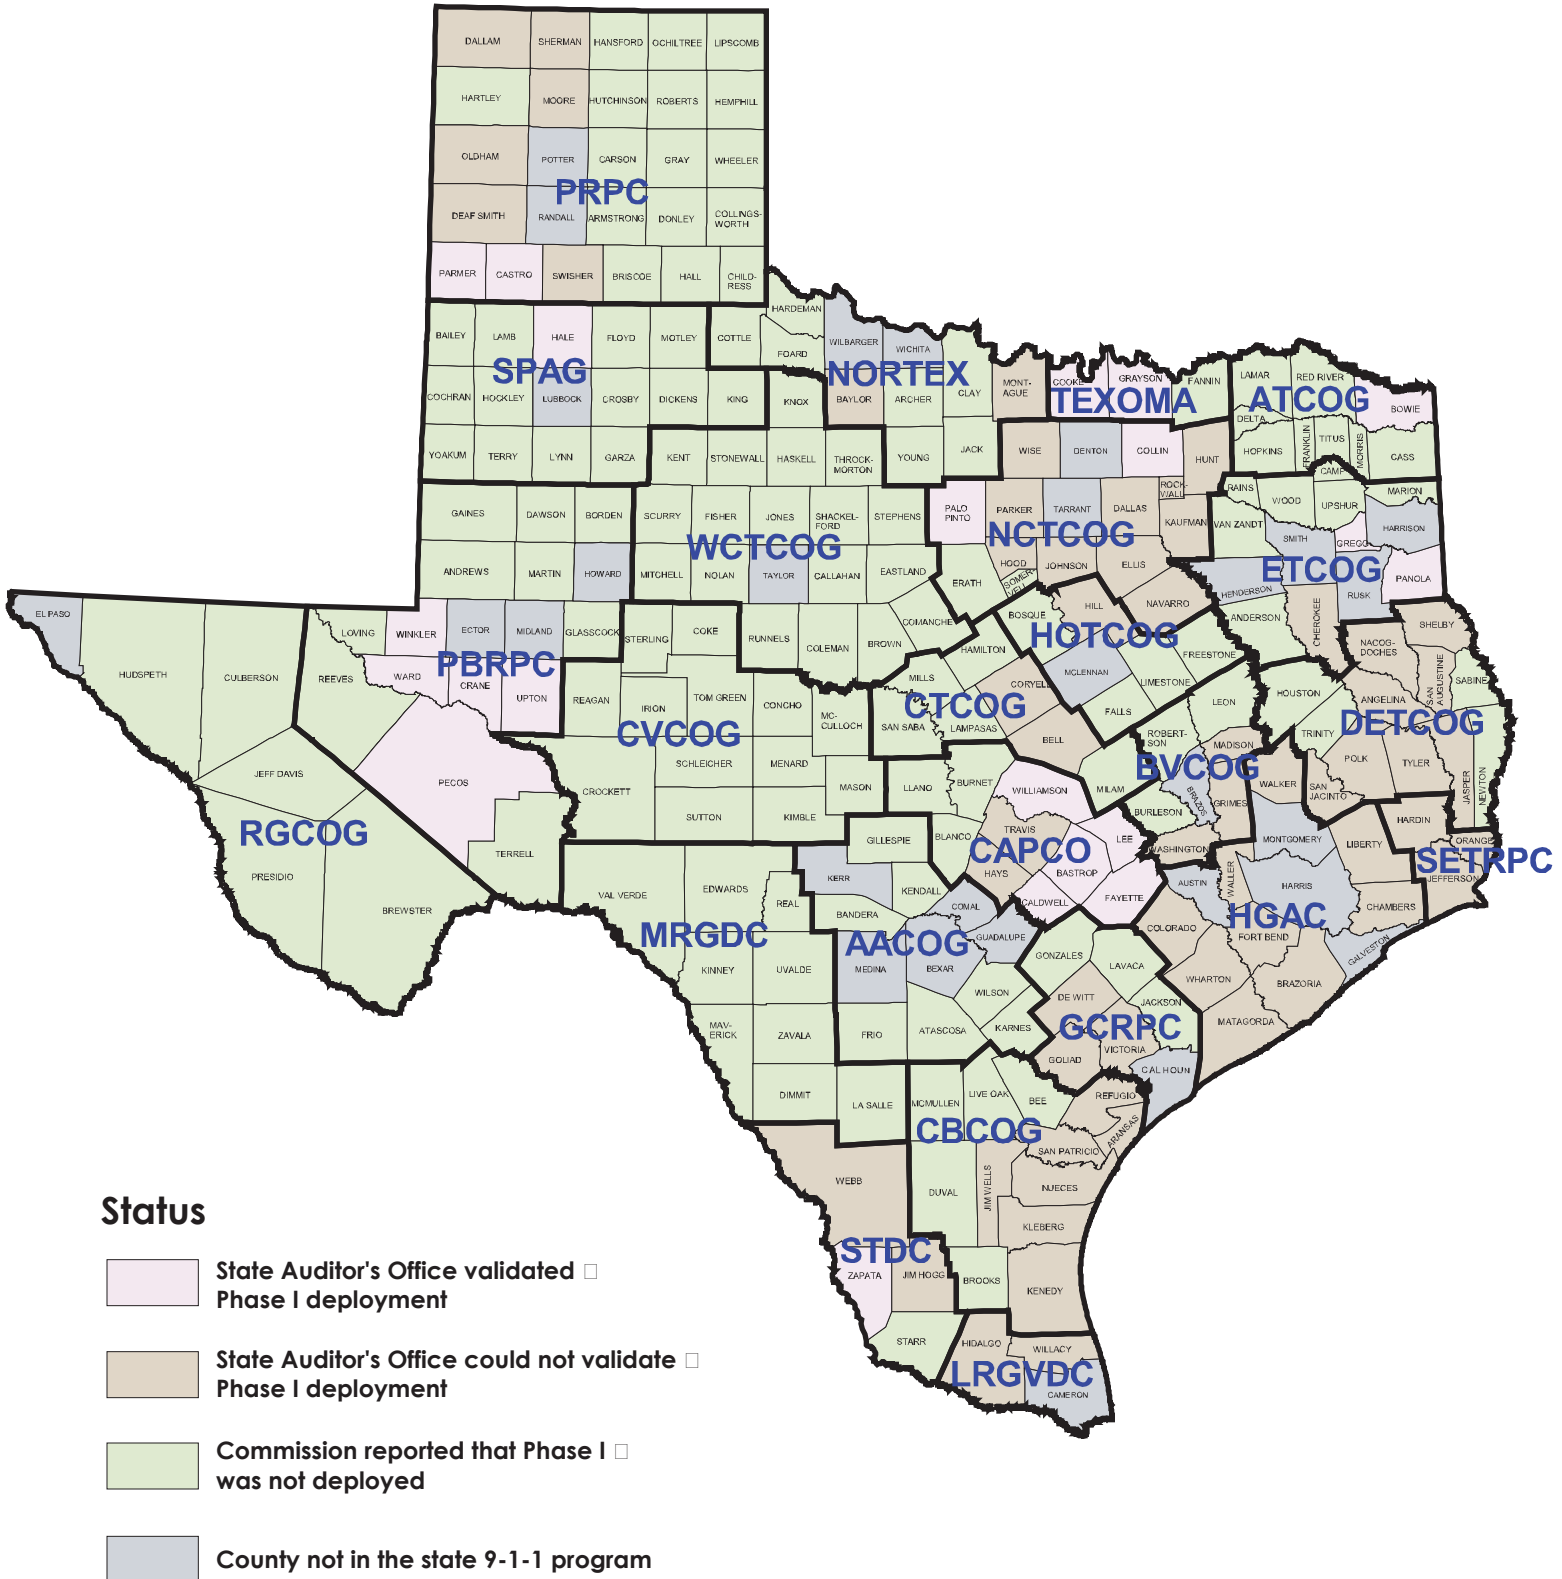 DALLAM SHERMAN HANSFORD OCHILTREE LIPSCOMB
HARTLEY MOORE HUTCHINSON ROBERTS HEMPHILL
OLDHAM POTTER CARSON GRAY WHEELER
PRPC
DEAF SMITH RANDALL ARMSTRONG DONLEY COLLINGS-
WORTH
PARMER CASTRO SWISHER BRISCOE HALL CHILD-
RESS
HARDEMAN
BAILEY LAMB HALE FLOYD MOTLEY COTTLE FOARD WILBARGER WICHITA
SPAG NORTEX
COCHRAN HOCKLEY LUBBOCK CROSBY DICKENS KING KNOX BAYLOR ARCHER CLAY MONT-
AGUE
COOKE GRAYSON FANNIN
TEXOMA
LAMAR RED RIVER
ATCOG
BOWIE
DELTA
HOPKINS FRANKLIN TITUS MORRIS CASS
CAMP
YOAKUM TERRY LYNN GARZA KENT STONEWALL HASKELL THROCK-
MORTON
YOUNG JACK WISE DENTON COLLIN HUNT
ROCK-
WALL
RAINS WOOD UPSHUR MARION
GAINES DAWSON BORDEN SCURRY FISHER JONES SHACKEL-
FORD
STEPHENS
PALO
PINTO
PARKER TARRANT DALLAS KAUFMAN VAN ZANDT SMITH GREGG HARRISON
WCTCOG NCTCOG
ETCOG
ANDREWS MARTIN HOWARD MITCHELL NOLAN TAYLOR CALLAHAN EASTLAND ERATH HOOD JOHNSON ELLIS
SOMER-
VELL
HENDERSON RUSK PANOLA
EL PASO
HUDSPETH CULBERSON
LOVING WINKLER ECTOR MIDLAND GLASSCOCK STERLING COKE RUNNELS COLEMAN BROWN COMANCHE
BOSQUE HILL NAVARRO ANDERSON CHEROKEE
HOTCOG
PBRPC
REEVES WARD CRANE UPTON REAGAN IRION TOM GREEN CONCHO MC-
CULLOCH
HAMILTON MILLS SAN SABA LAMPASAS CORYELL BELL
CTCOG
MCLENNAN LIMESTONE FREESTONE FALLS
NACOG-
DOCHES
SHELBY
SAN
AUGUSTINE
SABINE
HOUSTON ANGELINA
DETCOG
TRINITY POLK TYLER JASPER NEWTON
SAN
JACINTO
LEON
ROBERT-
SON
MADISON
BVCOG
WALKER
BRAZOS GRIMES BURLESON WASHINGTON
CVCOG
SCHLEICHER MENARD MASON CROCKETT SUTTON KIMBLE
JEFF DAVIS PECOS TERRELL
RGCOG
PRESIDIO BREWSTER
LLANO BURNET WILLIAMSON MILAM
BLANCO TRAVIS LEE
CAPCO
HAYS BASTROP CALDWELL FAYETTE
GILLESPIE KERR KENDALL BANDERA COMAL GUADALUPE
AACOG
MEDINA BEXAR WILSON KARNES FRIO ATASCOSA
VAL VERDE EDWARDS REAL
MRGDC
KINNEY UVALDE
MAV-
ERICK
ZAVALA DIMMIT LA SALLE
MONTGOMERY LIBERTY HARDIN ORANGE
SETRPC
JEFFERSON
AUSTIN WALLER HARRIS CHAMBERS
HGAC
COLORADO FORT BEND GALVESTON WHARTON BRAZORIA MATAGORDA
GONZALES LAVACA DE WITT JACKSON
GCRPC
GOLIAD VICTORIA CALHOUN
MCMULLEN LIVE OAK BEE REFUGIO
CBCOG
ARANSAS SAN PATRICIO
DUVAL JIM WELLS NUECES KLEBERG
BROOKS KENEDY
WEBB
STDC
ZAPATA JIM HOGG
STARR HIDALGO WILLACY
LRGVDC
CAMERON
Status
State Auditor's Office validated
Phase I deployment
State Auditor's Office could not validate
Phase I deployment
Commission reported that Phase I
was not deployed
County not in the state 9-1-1 program